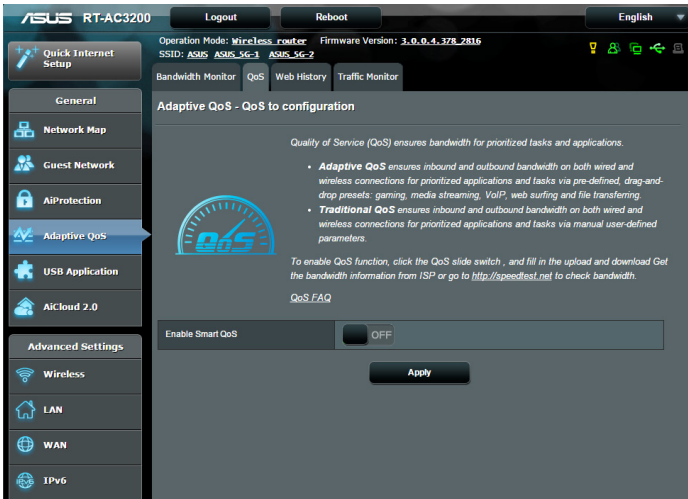 ASUS RT-AC3200 Logout Reboot English
Operation Mode: Wireless router Firmware Version: 3.0.0.4.378_2816
SSID: ASUS ASUS_5G-1 ASUS_5G-2
Quick Internet
Setup
Bandwidth Monitor QoS Web History Traffic Monitor
General
Network Map
Guest Network
AiProtection
Adaptive QoS
USB Application
AiCloud 2.0
Advanced Settings
Wireless
LAN
WAN
IPv6
IPv6
Adaptive QoS - QoS to configuration
QoS
Quality of Service (QoS) ensures bandwidth for prioritized tasks and applications.
• Adaptive QoS ensures inbound and outbound bandwidth on both wired and
wireless connections for prioritized applications and tasks via pre-defined, drag-and-
drop presets: gaming, media streaming, VoIP, web surfing and file transferring.
• Traditional QoS ensures inbound and outbound bandwidth on both wired and
wireless connections for prioritized applications and tasks via manual user-defined
parameters.
To enable QoS function, click the QoS slide switch , and fill in the upload and download Get
the bandwidth information from ISP or go to http://speedtest.net to check bandwidth.
QoS FAQ
Enable Smart QoS OFF
Apply